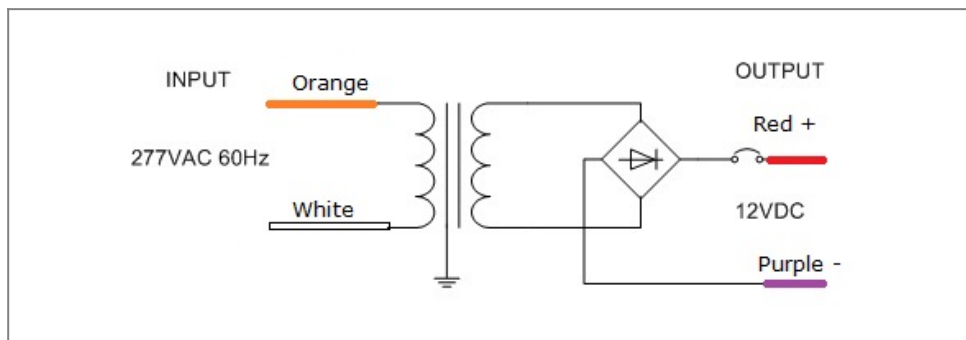 INPUT
Orange
277VAC 60Hz
White
OUTPUT
Red +
12VDC
Purple -